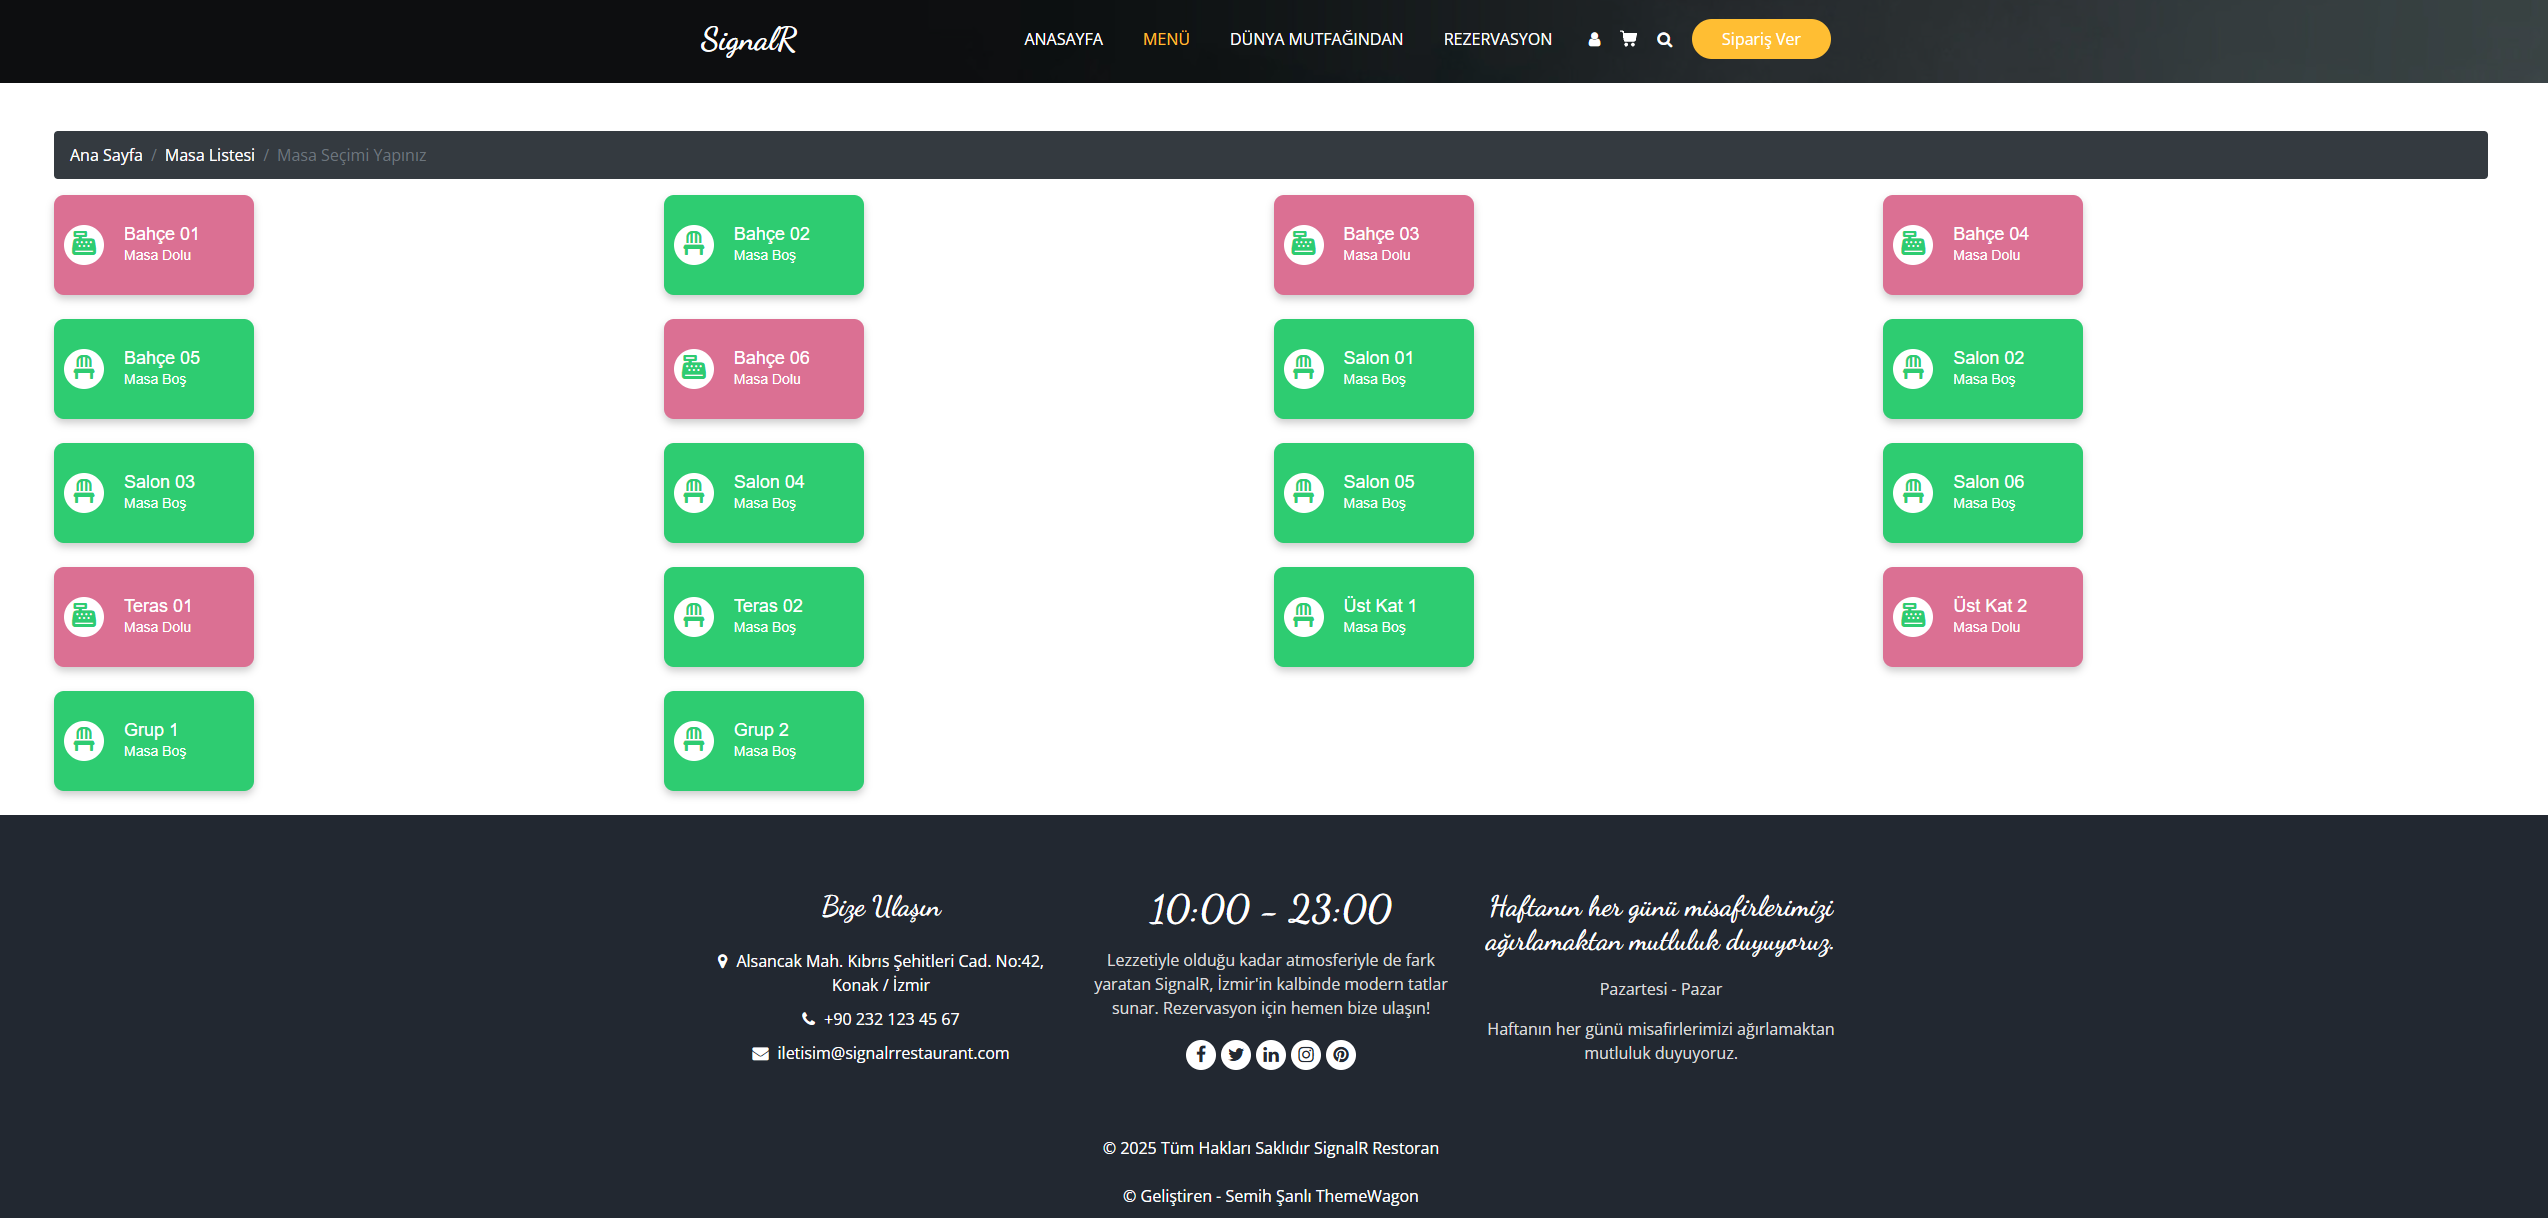 SignalR
ANASAYFA MENÜ DÜNYA MUTFAĞINDAN REZERVASYON Sipariş Ver
Ana Sayfa / Masa Listesi / Masa Seçimi Yapınız
Bahçe 01
Masa Dolu
Bahçe 02
Masa Boş
Bahçe 03
Masa Dolu
Bahçe 04
Masa Dolu
Bahçe 05
Masa Boş
Bahçe 06
Masa Dolu
Salon 01
Masa Boş
Salon 02
Masa Boş
Salon 03
Masa Boş
Salon 04
Masa Boş
Salon 05
Masa Boş
Salon 06
Masa Boş
Teras 01
Masa Dolu
Teras 02
Masa Boş
Üst Kat 1
Masa Boş
Üst Kat 2
Masa Dolu
Grup 1
Masa Boş
Grup 2
Masa Boş
Bize Ulaşın
Alsancak Mah. Kıbrıs Şehitleri Cad. No:42,
Konak / İzmir
+90 232 123 45 67
iletisim@signalrrestaurant.com
10:00 - 23:00
Lezzetiyle olduğu kadar atmosferiyle de fark
yaratan SignalR, İzmir'in kalbinde modern tatlar
sunar. Rezervasyon için hemen bize ulaşın!
Haftanın her günü misafirlerimizi
ağırlamaktan mutluluk duyuyoruz.
Pazartesi - Pazar
Haftanın her günü misafirlerimizi ağırlamaktan
mutluluk duyuyoruz.
© 2025 Tüm Hakları Saklıdır SignalR Restoran
© Geliştiren - Semih Şanlı ThemeWagon